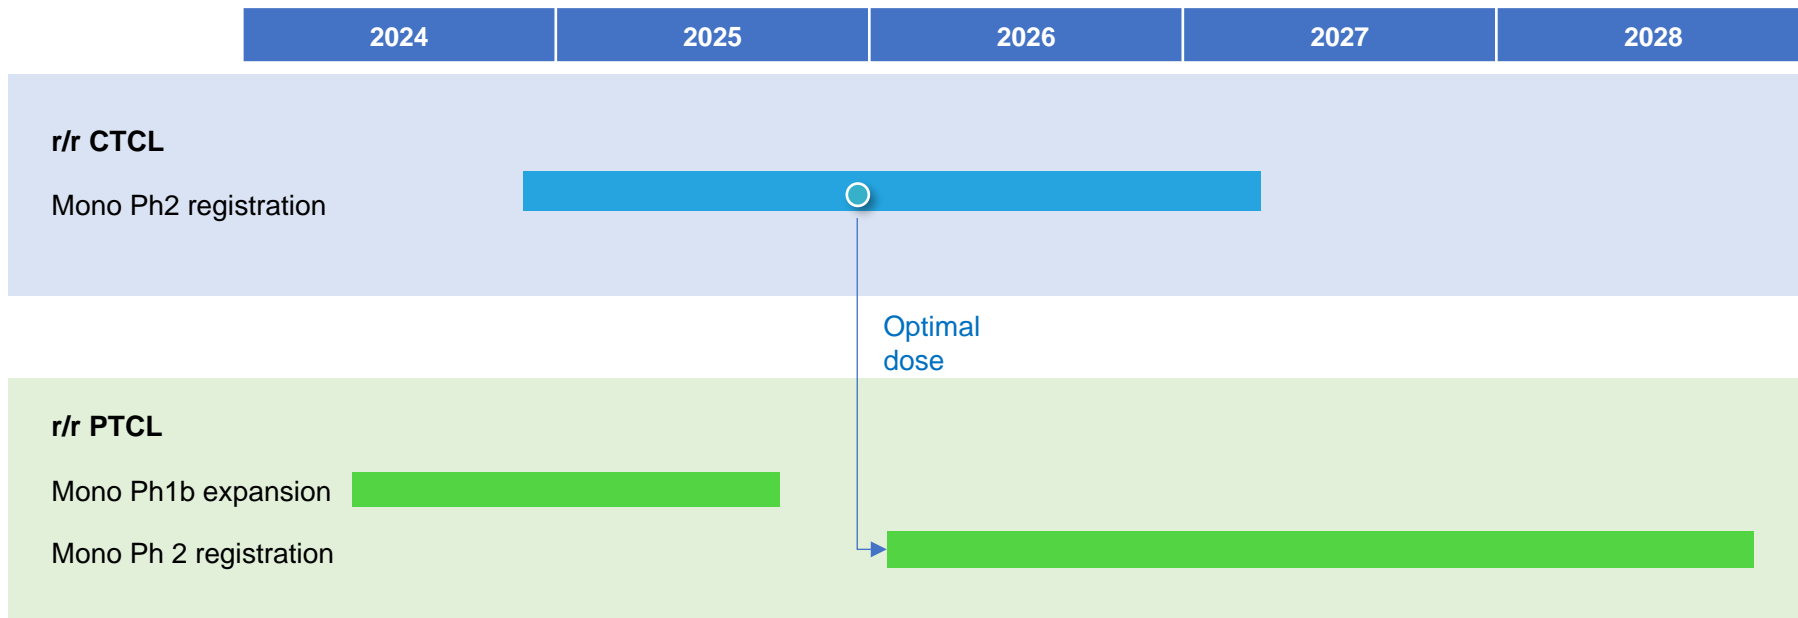 2024 2025 2026 2027 2028
r/r CTCL
Mono Ph2 registration
Optimal
dose
r/r PTCL
Mono Ph1b expansion
Mono Ph 2 registration